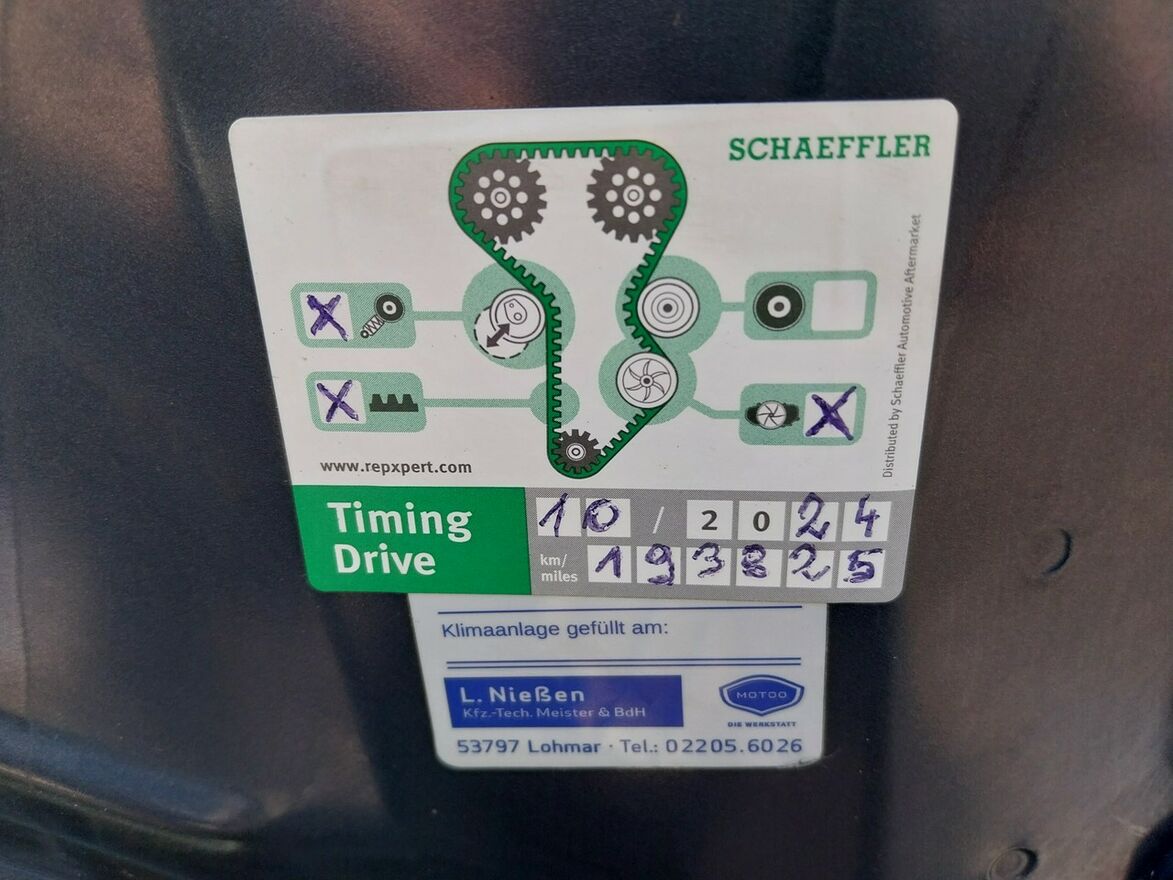 SCHAEFFLER
Distributed by Schaeffler Automotive Aftermarket
X
X
X
www.repxpert.com
Timing
Drive
10 / 2024
km/
miles
193825
Klimaanlage gefüllt am:
L. Nießen
Kfz.-Tech. Meister & BdH
MOTOO
DIE WERKSTATT
53797 Lohmar · Tel.: 02205.6026